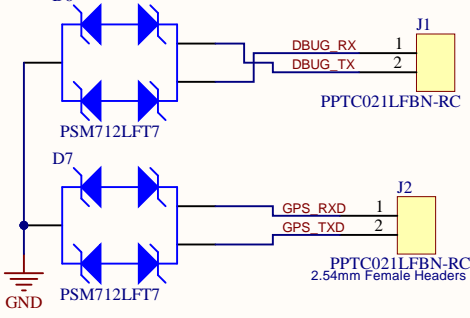 J1
DBUG_RX 1
DBUG_TX 2
PPTC021LFBN-RC
PSM712LFT7
D7
J2
GPS_RXD 1
GPS_TXD 2
PPTC021LFBN-RC
2.54mm Female Headers
PSM712LFT7
GND